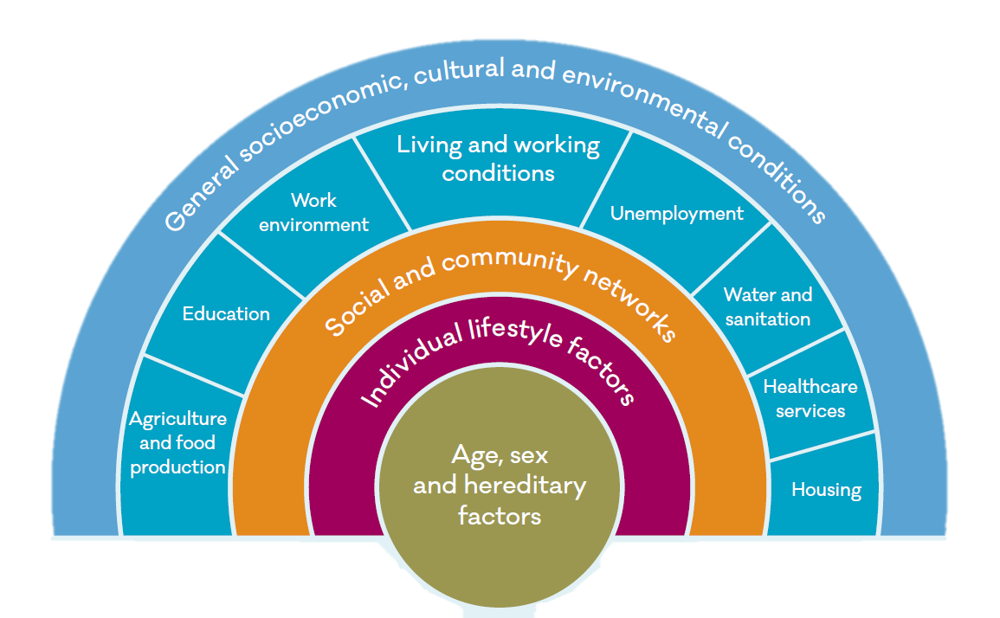 General socioeconomic, cultural and environmental conditions
Living and working
conditions
Work
environment
Unemployment
Education
Water and
sanitation
Agriculture
and food
production
Healthcare
services
Housing
Social and community networks
Individual lifestyle factors
Age, sex
and hereditary
factors